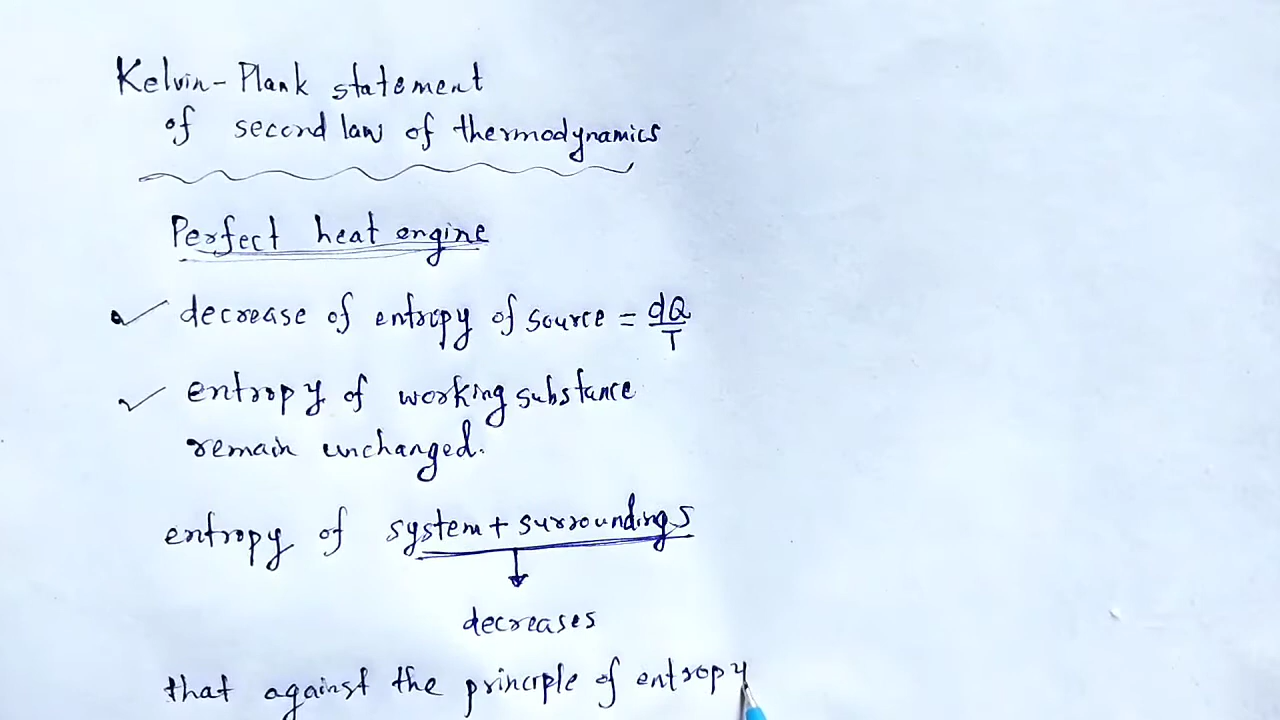 Kelvin-Plank statement
of second law of thermodynamics
Perfect heat engine
decrease of entropy of source = dQ/T
entropy of working substance
remain unchanged.
entropy of system + surroundings
decreases
that against the principle of entropy